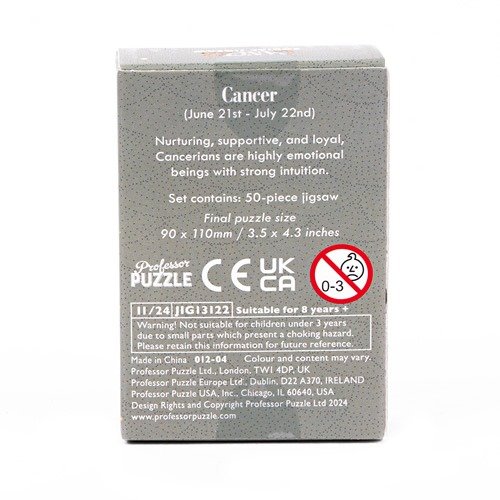 Cancer
(June 21st - July 22nd)
Nurturing, supportive, and loyal,
Cancerians are highly emotional
beings with strong intuition.
Set contains: 50-piece jigsaw
Final puzzle size
90 x 110mm / 3.5 x 4.3 inches
Professor
PUZZLE
CE
UK
CA
0-3
11/24 JIG13122 Suitable for 8 years +
Warning! Not suitable for children under 3 years
due to small parts which present a choking hazard.
Please retain this information for future reference.
Made in China 012-04 Colour and content may vary.
Professor Puzzle Ltd., London, TW1 4DP, UK
Professor Puzzle Europe Ltd., Dublin, D22 A370, IRELAND
Professor Puzzle USA, Inc., Chicago, IL 60640, USA
Design Rights and Copyright Professor Puzzle Ltd 2024
www.professorpuzzle.com